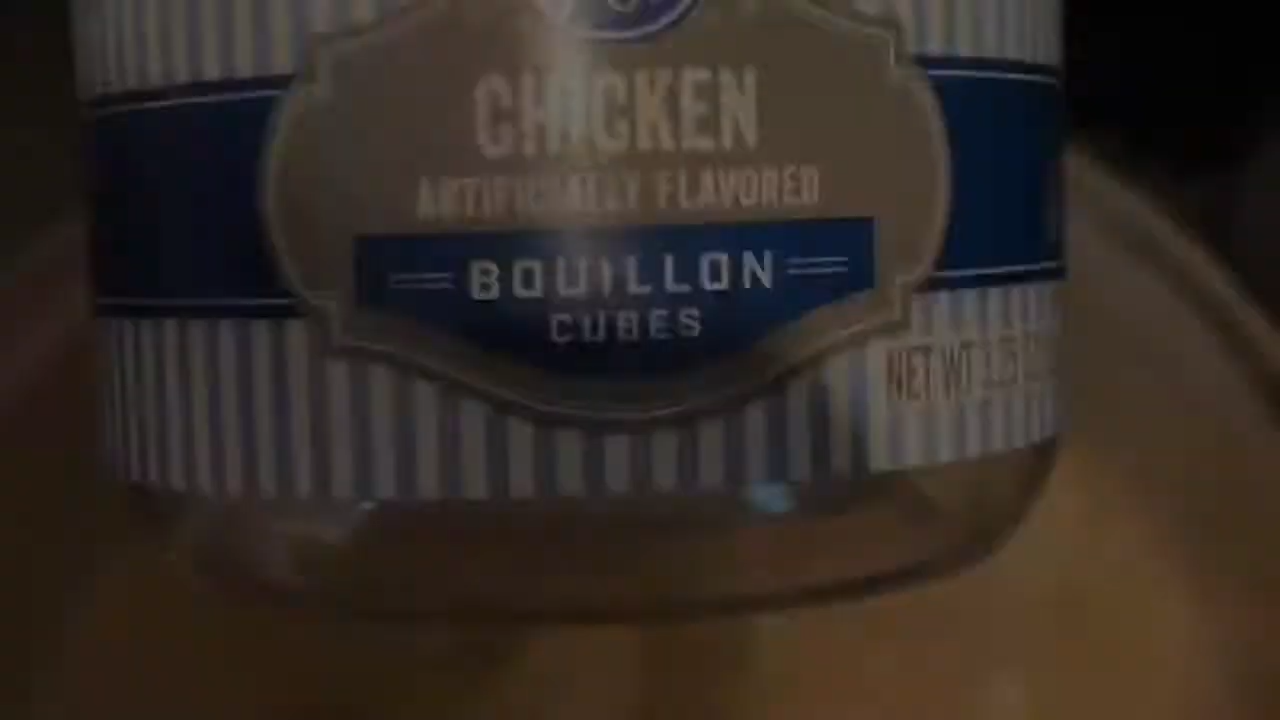 CHICKEN
ARTIFICIALLY FLAVORED
BOUILLON
CUBES
NET WT